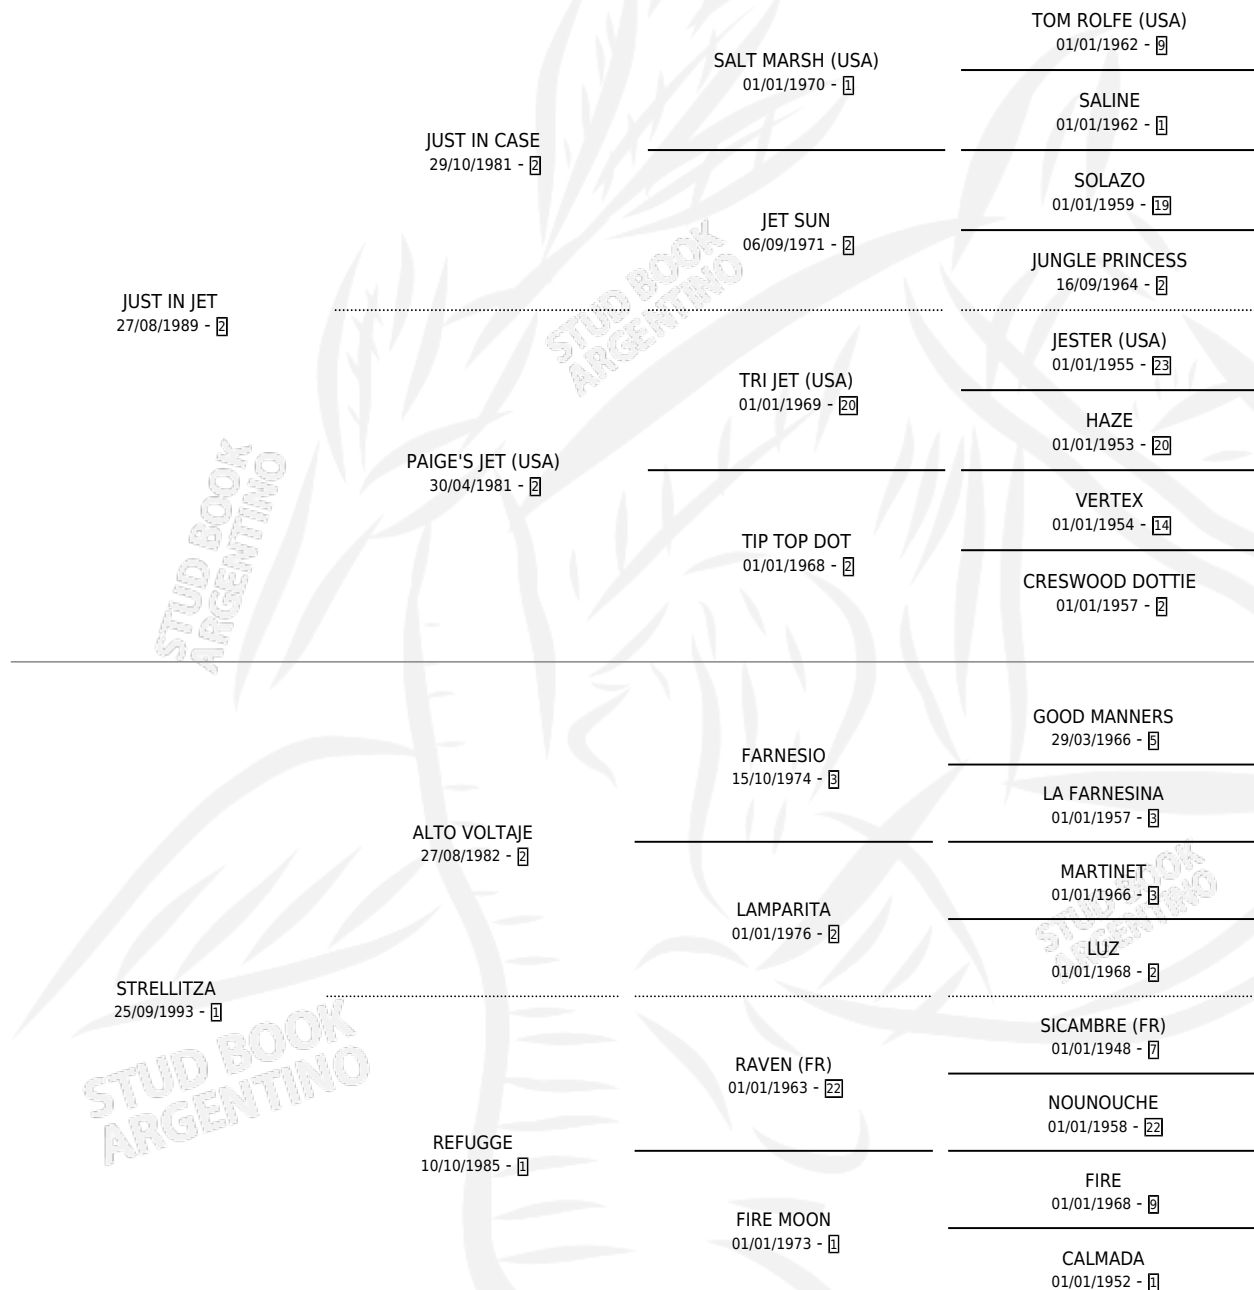 TOM ROLFE (USA)
01/01/1962 - 9
SALT MARSH (USA)
01/01/1970 - 1
SALINE
01/01/1962 - 1
JUST IN CASE
29/10/1981 - 2
SOLAZO
01/01/1959 - 19
JET SUN
06/09/1971 - 2
JUNGLE PRINCESS
16/09/1964 - 2
JUST IN JET
27/08/1989 - 2
JESTER (USA)
01/01/1955 - 23
TRI JET (USA)
01/01/1969 - 20
HAZE
01/01/1953 - 20
PAIGE'S JET (USA)
30/04/1981 - 2
VERTEX
01/01/1954 - 14
TIP TOP DOT
01/01/1968 - 2
CRESWOOD DOTTIE
01/01/1957 - 2
GOOD MANNERS
29/03/1966 - 5
FARNESIO
15/10/1974 - 3
LA FARNESINA
01/01/1957 - 3
ALTO VOLTAJE
27/08/1982 - 2
MARTINET
01/01/1966 - 3
LAMPARITA
01/01/1976 - 2
LUZ
01/01/1968 - 2
STRELLITZA
25/09/1993 - 1
SICAMBRE (FR)
01/01/1948 - 7
RAVEN (FR)
01/01/1963 - 22
NOUNOUCHE
01/01/1958 - 22
REFUGGE
10/10/1985 - 1
FIRE
01/01/1968 - 9
FIRE MOON
01/01/1973 - 1
CALMADA
01/01/1952 - 1
STUD BOOK
ARGENTINO
STUD BOOK
ARGENTINO
STUD BOOK
ARGENTINO
STUD BOOK
ARGENTINO